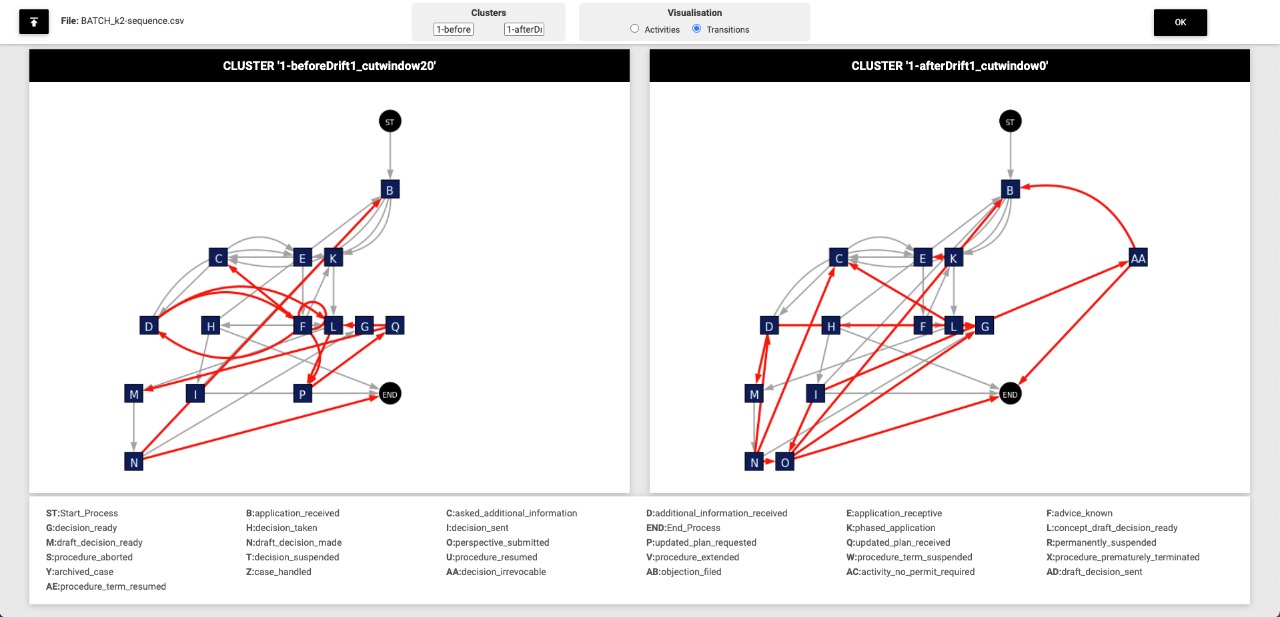 File: BATCH_k2-sequence.csv
Clusters
1-before 1-afterDi
Visualisation
Activities Transitions
OK
CLUSTER '1-beforeDrift1_cutwindow20'
ST
B
C E K
D H F L G Q
M I P END
N
CLUSTER '1-afterDrift1_cutwindow0'
ST
B
C E K AA
D H F L G
M I END
N O
ST:Start_Process B:application_received C:asked_additional_information D:additional_information_received E:application_receptive F:advice_known
G:decision_ready H:decision_taken I:decision_sent END:End_Process K:phased_application L:concept_draft_decision_ready
M:draft_decision_ready N:draft_decision_made O:perspective_submitted P:updated_plan_requested Q:updated_plan_received R:permanently_suspended
S:procedure_aborted T:decision_suspended U:procedure_resumed V:procedure_extended W:procedure_term_suspended X:procedure_prematurely_terminated
Y:archived_case Z:case_handled AA:decision_irrevocable AB:objection_filed AC:activity_no_permit_required AD:draft_decision_sent
AE:procedure_term_resumed